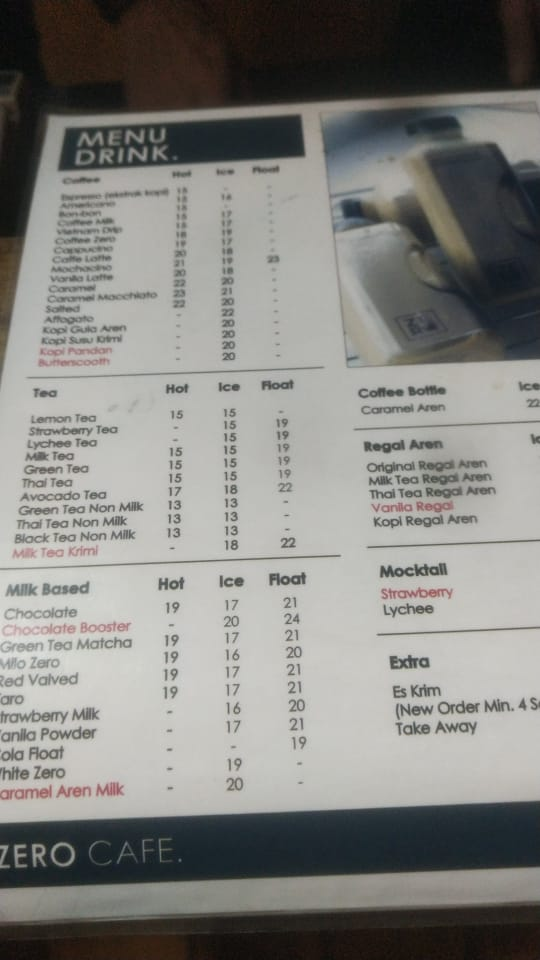 MENU
DRINK.
Coffee Hot Ice Float
Espresso (ekstrak kopi) 15 - -
Americano 15 16 -
Bon-bon 15 - -
Coffee Milk 15 17 -
Vietnam Drip 15 17 -
Coffee Zero 18 19 -
Cappucino 19 17 -
Caffe Latte 20 18 -
Mochacino 21 19 23
Vanila Latte 20 18 -
Caramel 22 20 -
Caramel Macchiato 23 21 -
Salted 22 20 -
Affogato - 22 -
Kopi Gula Aren - 20 -
Kopi Susu Krimi - 20 -
Kopi Pandan - 20 -
Butterscooth - 20 -
Tea Hot Ice Float
Lemon Tea 15 15 -
Strawberry Tea - 15 19
Lychee Tea - 15 19
Milk Tea 15 15 19
Green Tea 15 15 19
Thai Tea 15 15 19
Avocado Tea 17 18 22
Green Tea Non Milk 13 13 -
Thai Tea Non Milk 13 13 -
Black Tea Non Milk 13 13 -
Milk Tea Krimi - 18 22
Milk Based Hot Ice Float
Chocolate 19 17 21
Chocolate Booster - 20 24
Green Tea Matcha 19 17 21
Milo Zero 19 16 20
Red Valved 19 17 21
Taro 19 17 21
trawberry Milk - 16 20
anila Powder - 17 21
ola Float - - 19
hite Zero - 19 -
aramel Aren Milk - 20 -
Coffee Bottle Ice
Caramel Aren 22
Regal Aren
Original Regal Aren
Milk Tea Regal Aren
Thai Tea Regal Aren
Vanila Regal
Kopi Regal Aren
Mocktail
Strawberry
Lychee
Extra
Es Krim
(New Order Min. 4 S
Take Away
ZERO CAFE.